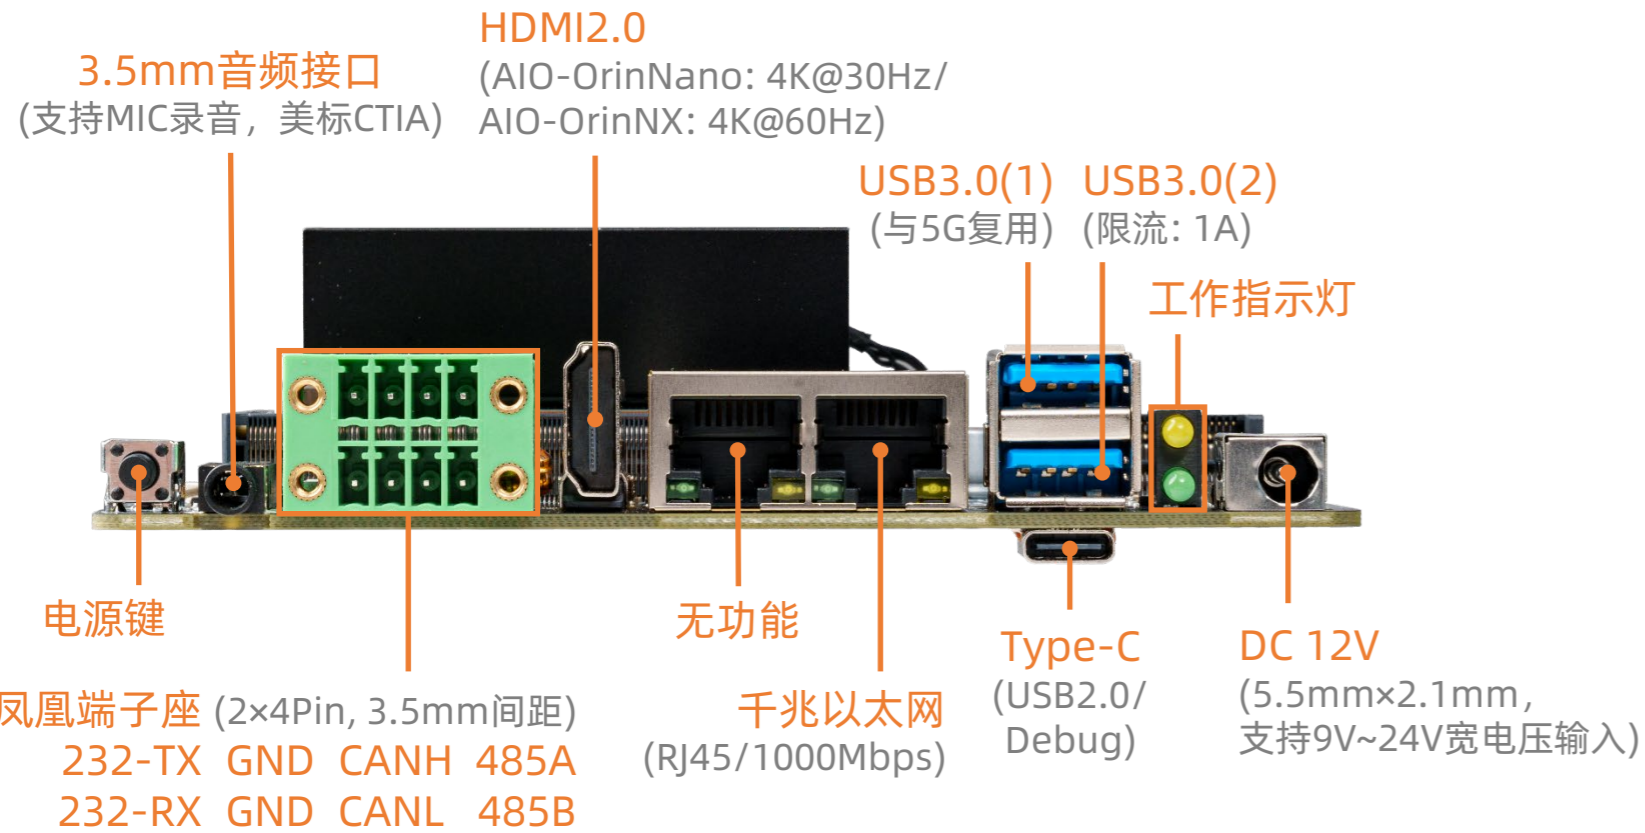 HDMI2.0
(AIO-OrinNano: 4K@30Hz/
AIO-OrinNX: 4K@60Hz)
3.5mm音频接口
(支持MIC录音，美标CTIA)
USB3.0(1)
(与5G复用)
USB3.0(2)
(限流: 1A)
工作指示灯
电源键
无功能
Type-C
(USB2.0/
Debug)
DC 12V
(5.5mm×2.1mm,
支持9V~24V宽电压输入)
凤凰端子座 (2×4Pin, 3.5mm间距)
232-TX GND CANH 485A
232-RX GND CANL 485B
千兆以太网
(RJ45/1000Mbps)